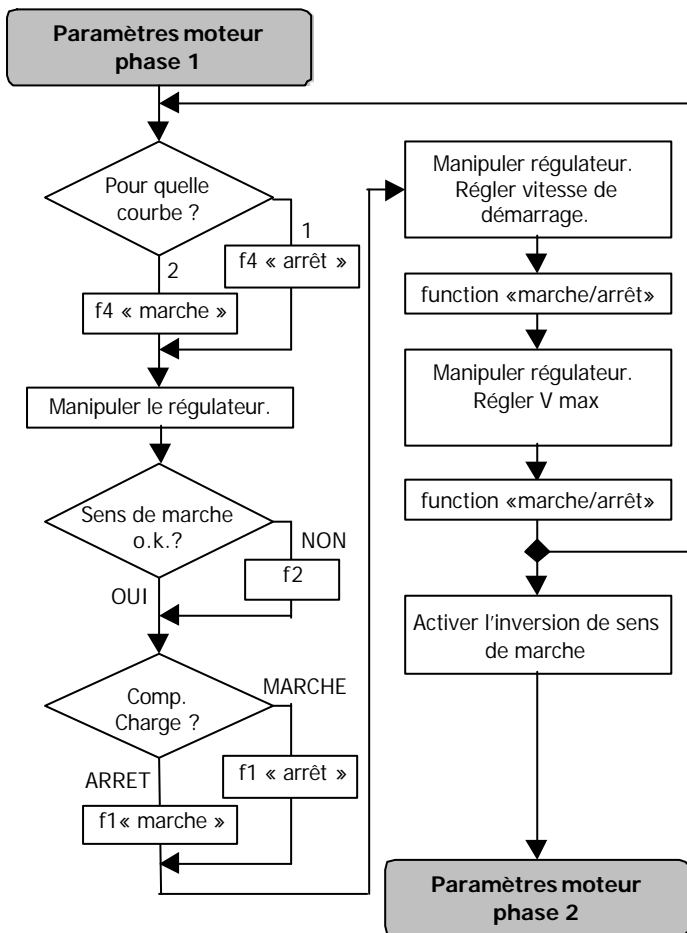 Paramètres moteur
phase 1
Pour quelle
courbe ?
1
f4 « arrêt »
2
f4 « marche »
Manipuler le régulateur.
Sens de marche
o.k.?
NON
f2
OUI
Comp.
Charge ?
MARCHE
f1 « arrêt »
ARRET
f1« marche »
Manipuler régulateur.
Régler vitesse de
démarrage.
function «marche/arrêt»
Manipuler régulateur.
Régler V max
function «marche/arrêt»
Activer l'inversion de sens
de marche
Paramètres moteur
phase 2